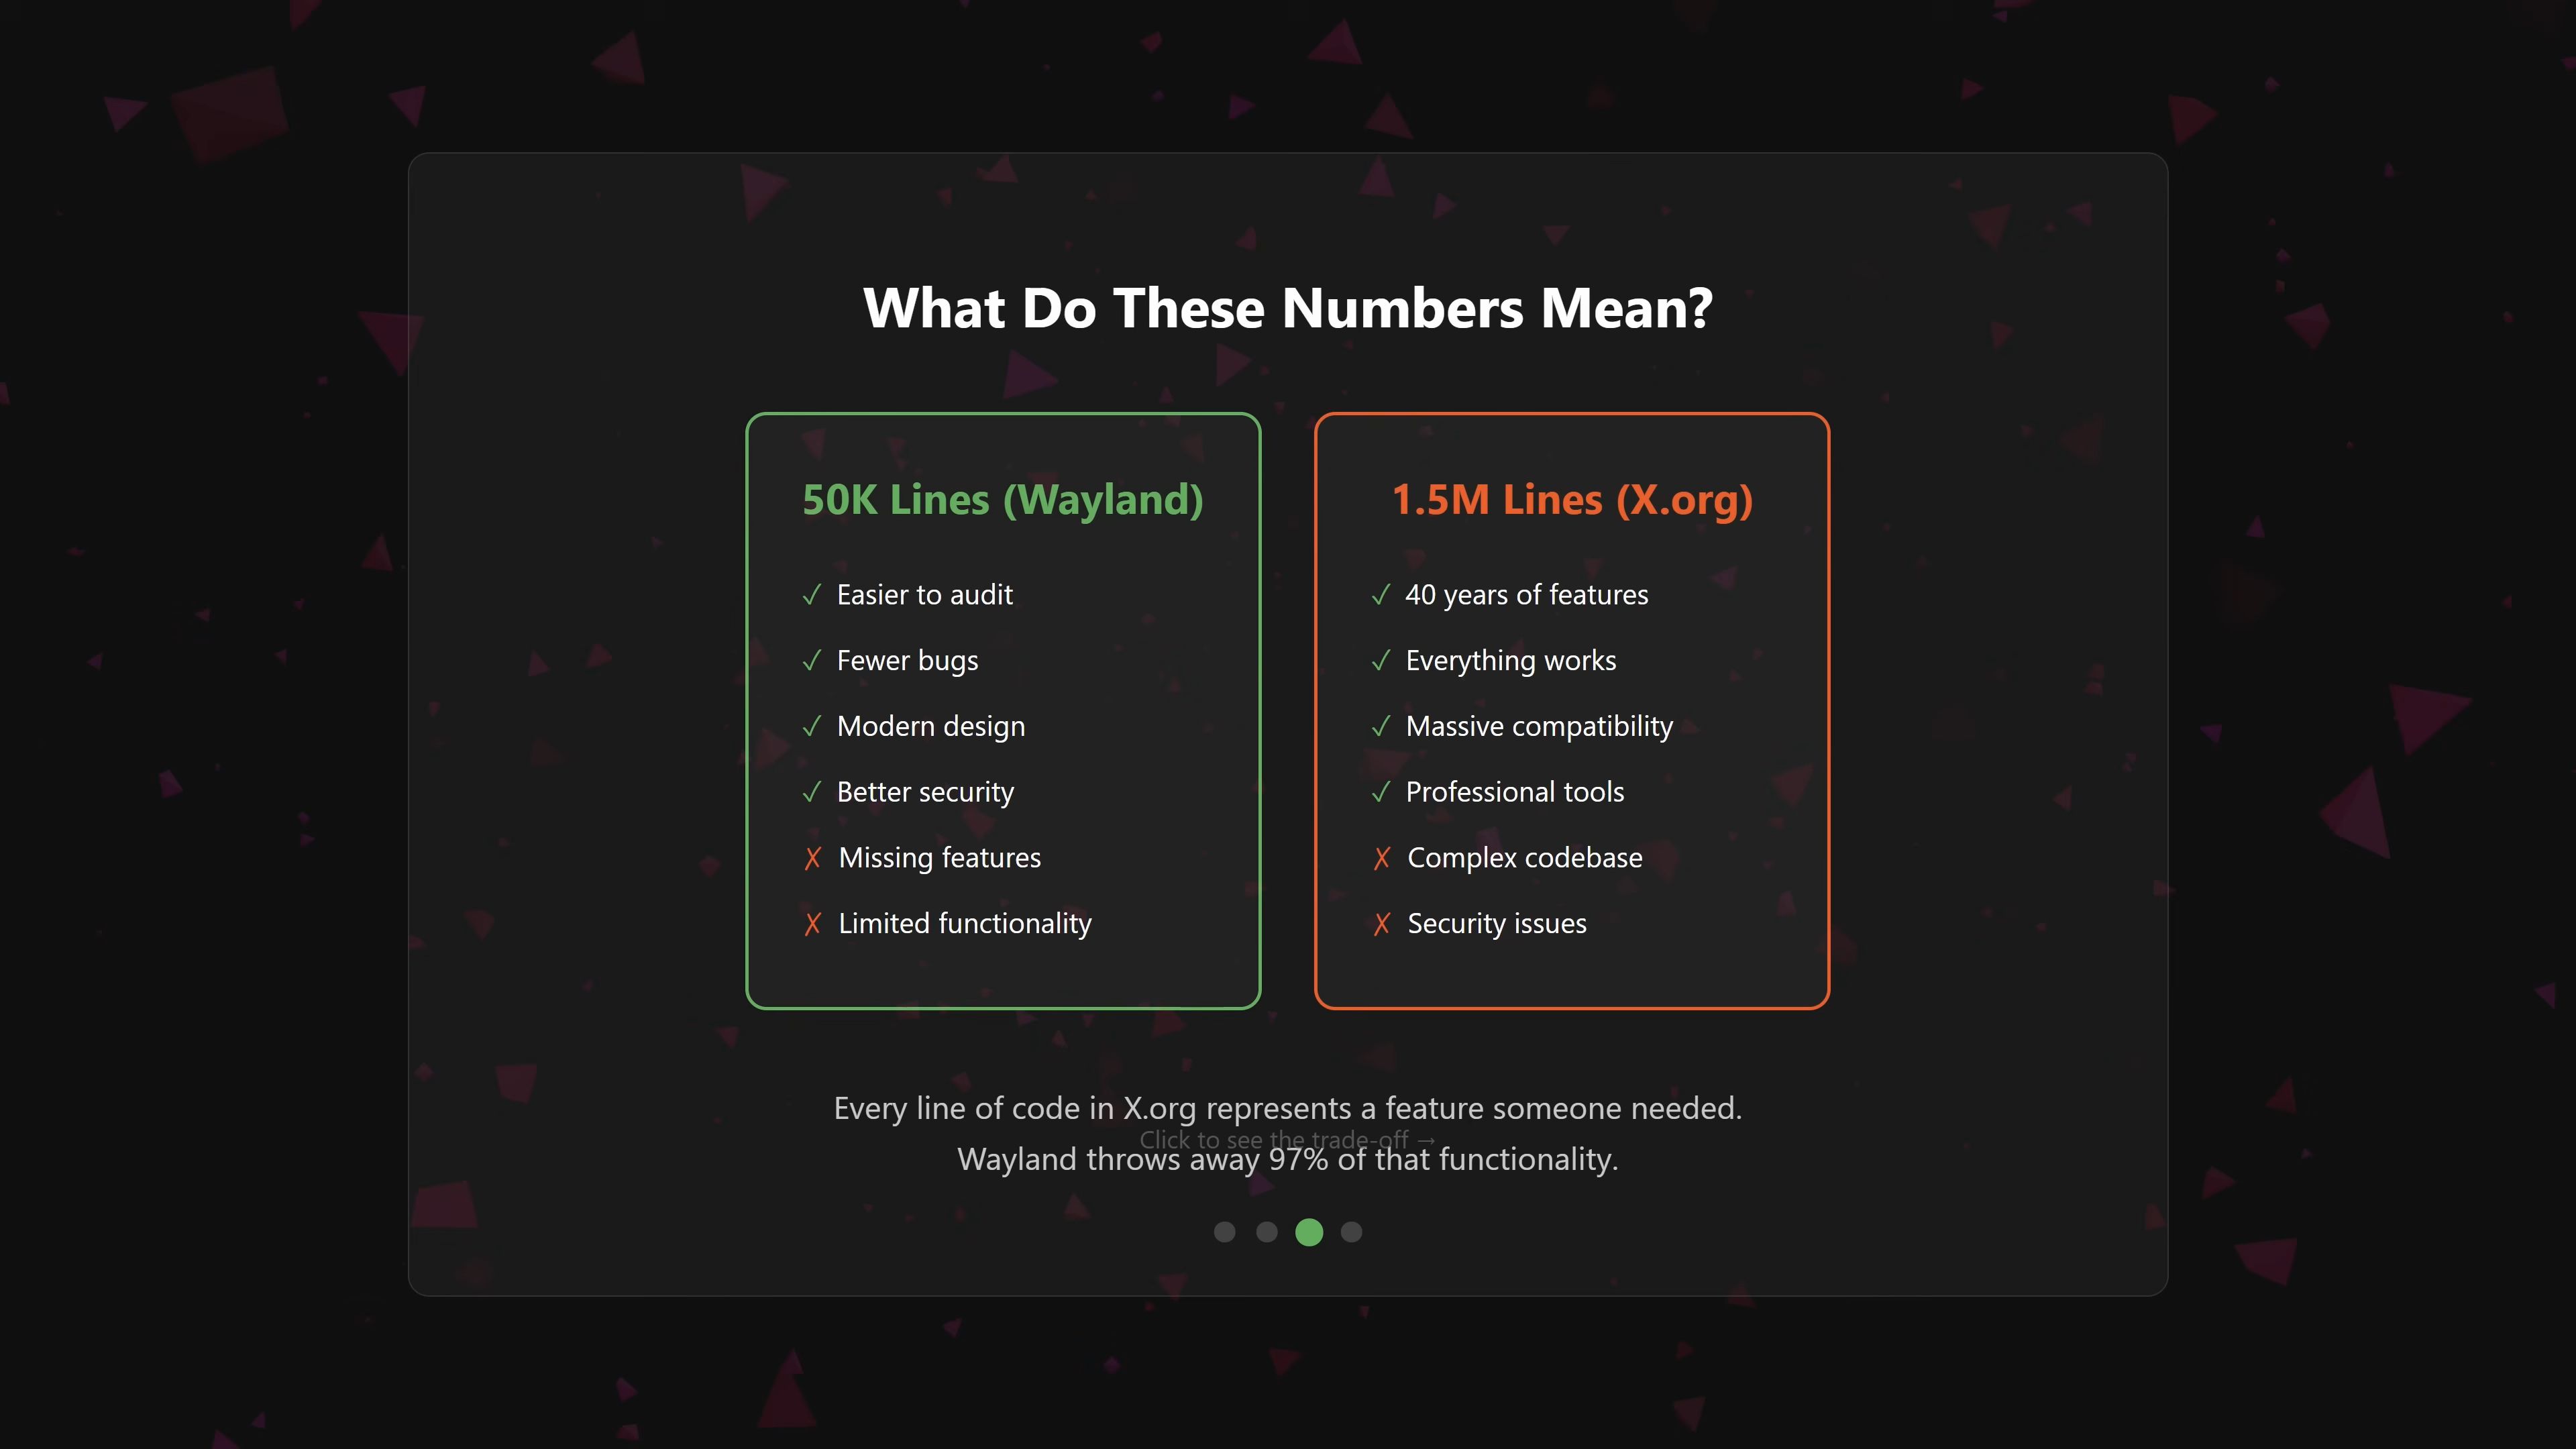 What Do These Numbers Mean?
50K Lines (Wayland)
✓ Easier to audit
✓ Fewer bugs
✓ Modern design
✓ Better security
✗ Missing features
✗ Limited functionality
1.5M Lines (X.org)
✓ 40 years of features
✓ Everything works
✓ Massive compatibility
✓ Professional tools
✗ Complex codebase
✗ Security issues
Every line of code in X.org represents a feature someone needed.
Click to see the trade-off →
Wayland throws away 97% of that functionality.